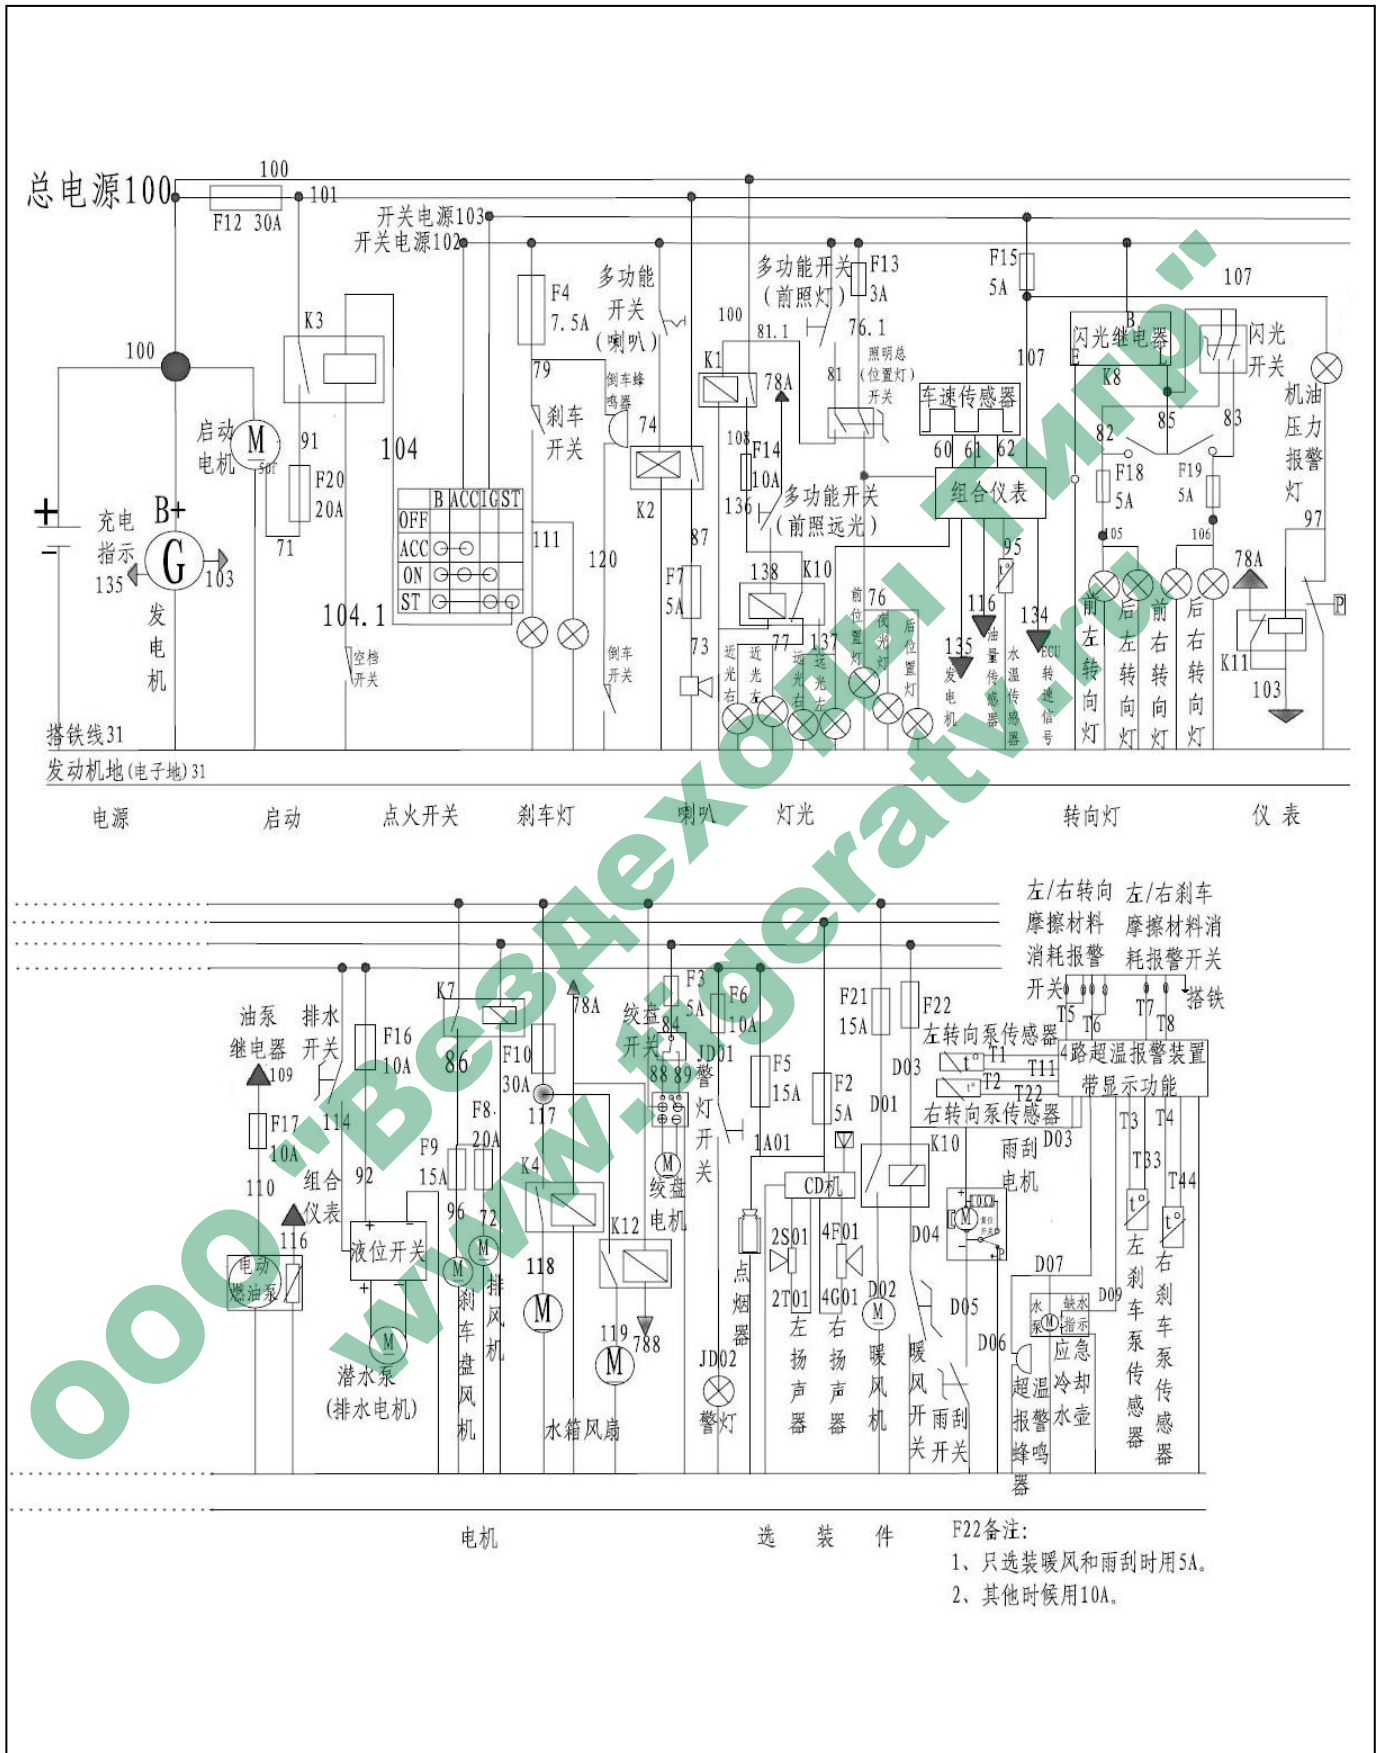 总电源100
100
101
F12 30A
开关电源103
开关电源102
K3
100
启动
电机
M
5or
91
F20
20A
71
104
104.1
空档
开关
充电
指示
135
B+
G
103
发
电
机
+
-
B ACC IG ST
OFF
ACC
ON
ST
F4
7.5A
79
刹车
开关
倒车蜂
鸣器
111
120
倒车
开关
多功能
开关
(喇叭)
74
K2
87
F7
5A
73
100
K1
108
F14
10A
136
81.1
多功能开关
(前照灯)
78A
多功能开关
(前照远光)
138
K10
77
137
近光右
近光左
远光右
远光左
F13
3A
76.1
照明总
(位置灯)
开关
81
76
前位置灯
夜光灯
后位置灯
F15
5A
107
车速传感器
60
61
62
组合仪表
95
t°
116
135
134
发电机
油量传感器
水温传感器
ECU转速信号
B
闪光继电器
E
L
K8
闪光
开关
107
82
85
83
F18
5A
F19
5A
105
106
前左转向灯
后左转向灯
前右转向灯
后右转向灯
机油
压力
报警
灯
97
78A
P
K11
103
搭铁线31
发动机地(电子地)31
电源
启动
点火开关
刹车灯
喇叭
灯光
转向灯
仪 表
左/右转向
摩擦材料
消耗报警
开关
左/右刹车
摩擦材料消
耗报警开关
搭铁
T5
T6
T7
T8
油泵
继电器
109
F17
10A
110
电动
燃油泵
组合
仪表
116
排水
开关
114
F16
10A
92
液位开关
+
-
+
-
M
潜水泵
(排水电机)
K7
86
F9
15A
96
F8
20A
72
M
M
刹车盘风机
排风机
F10
30A
117
78A
K4
118
M
K12
119
M
788
水箱风扇
绞盘
开关
F3
5A
84
88
89
M
绞盘
电机
F6
10A
JD01
警灯开关
JD02
警灯
F5
15A
1A01
点烟器
F2
5A
CD机
2S01
2T01
4F01
4G01
左扬声器
右扬声器
F21
15A
D01
D02
M
暖风机
F22
D03
K10
D04
D05
暖风开关
左转向泵传感器
t°
T1
T11
t°
T2
T22
右转向泵传感器
4路超温报警装置
带显示功能
D03
雨刮
电机
M
复位
开关
P
D06
雨刮
开关
D07
水泵
M
缺水
指示
D09
应急
冷却
水壶
超温报警蜂鸣器
T3
T33
T4
T44
t°
t°
左刹车泵传感器
右刹车泵传感器
电机
选 装 件
F22备注:
1、只选装暖风和雨刮时用5A。
2、其他时候用10A。
ООО "Вездеходы Тигр"
www.tigeratv.ru